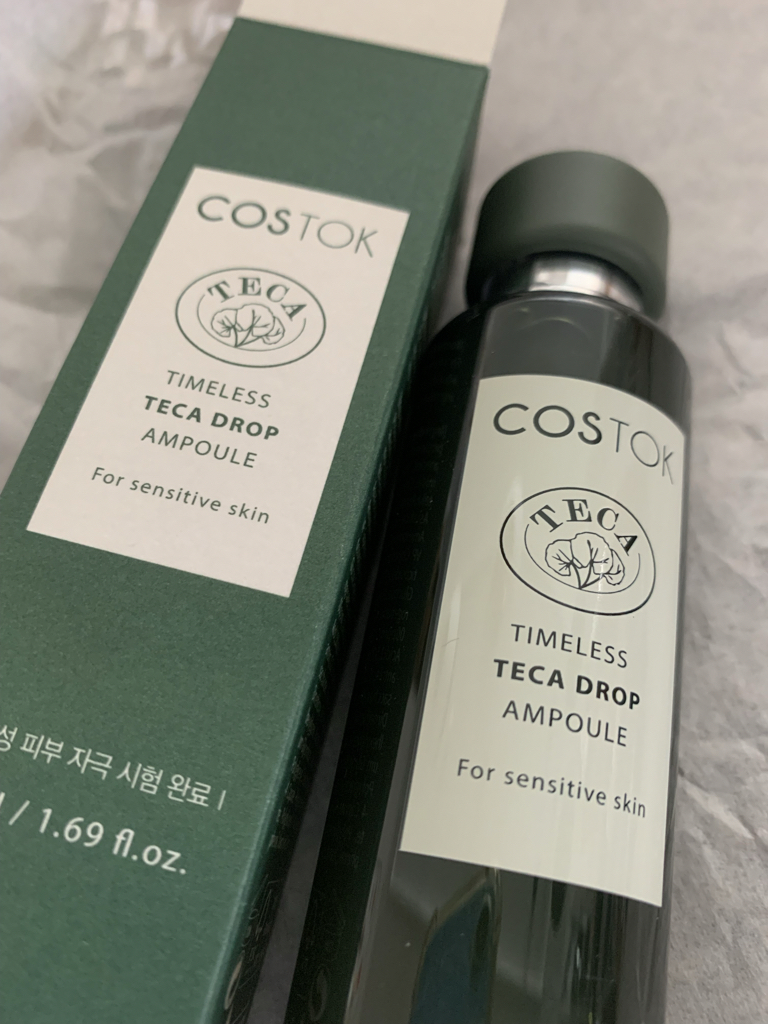 COSTOK
TECA
TIMELESS
TECA DROP
AMPOULE
For sensitive skin
피부 자극 시험 완료 |
/ 1.69 fl.oz.
COSTOK
TECA
TIMELESS
TECA DROP
AMPOULE
For sensitive skin